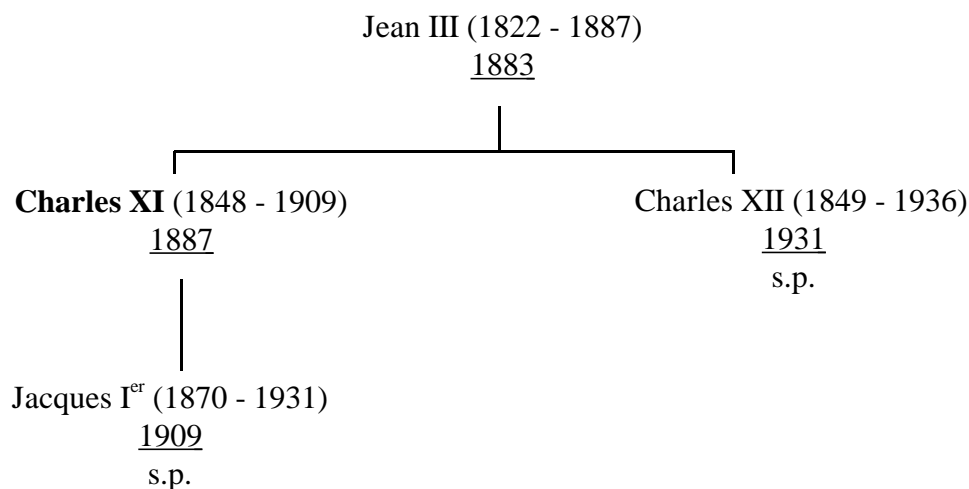 Jean III (1822 - 1887)
1883
Charles XI (1848 - 1909)
1887
Charles XII (1849 - 1936)
1931
s.p.
Jacques Ier (1870 - 1931)
1909
s.p.